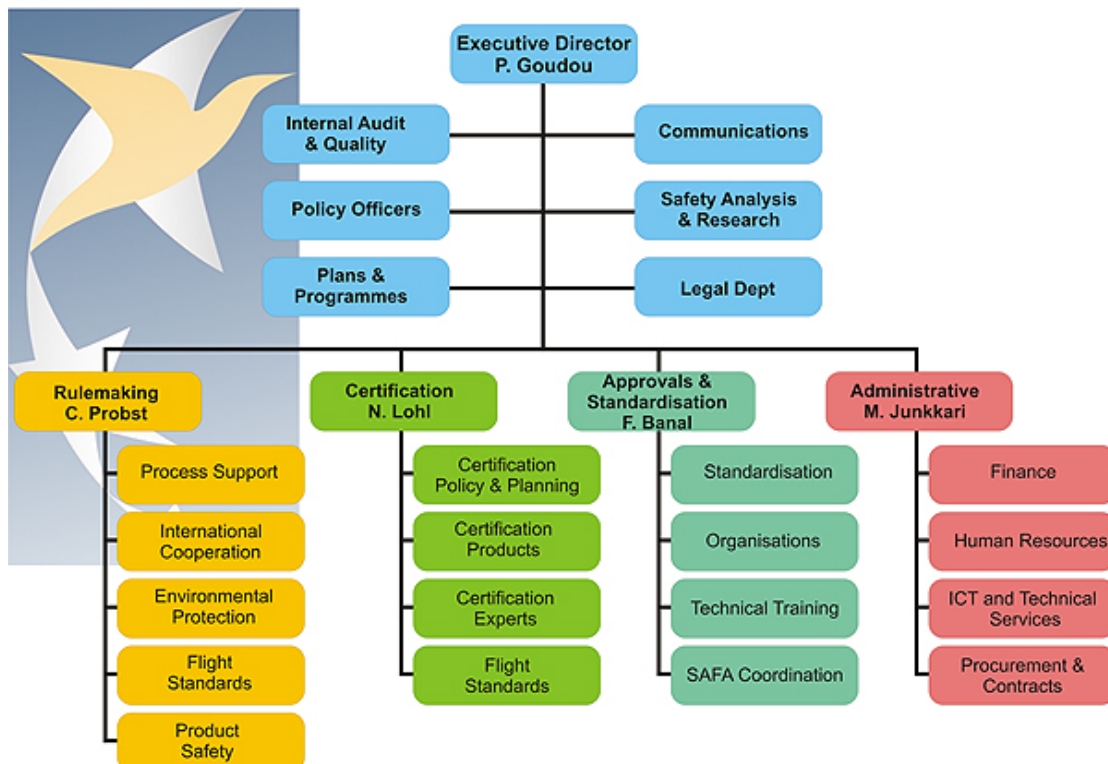 Executive Director
P. Goudou
Internal Audit
& Quality
Communications
Policy Officers
Safety Analysis
& Research
Plans &
Programmes
Legal Dept
Rulemaking
C. Probst
Certification
N. Lohl
Approvals &
Standardisation
F. Banal
Administrative
M. Junkkari
Process Support
International
Cooperation
Environmental
Protection
Flight
Standards
Product
Safety
Certification
Policy & Planning
Certification
Products
Certification
Experts
Flight
Standards
Standardisation
Organisations
Technical Training
SAFA Coordination
Finance
Human Resources
ICT and Technical
Services
Procurement &
Contracts